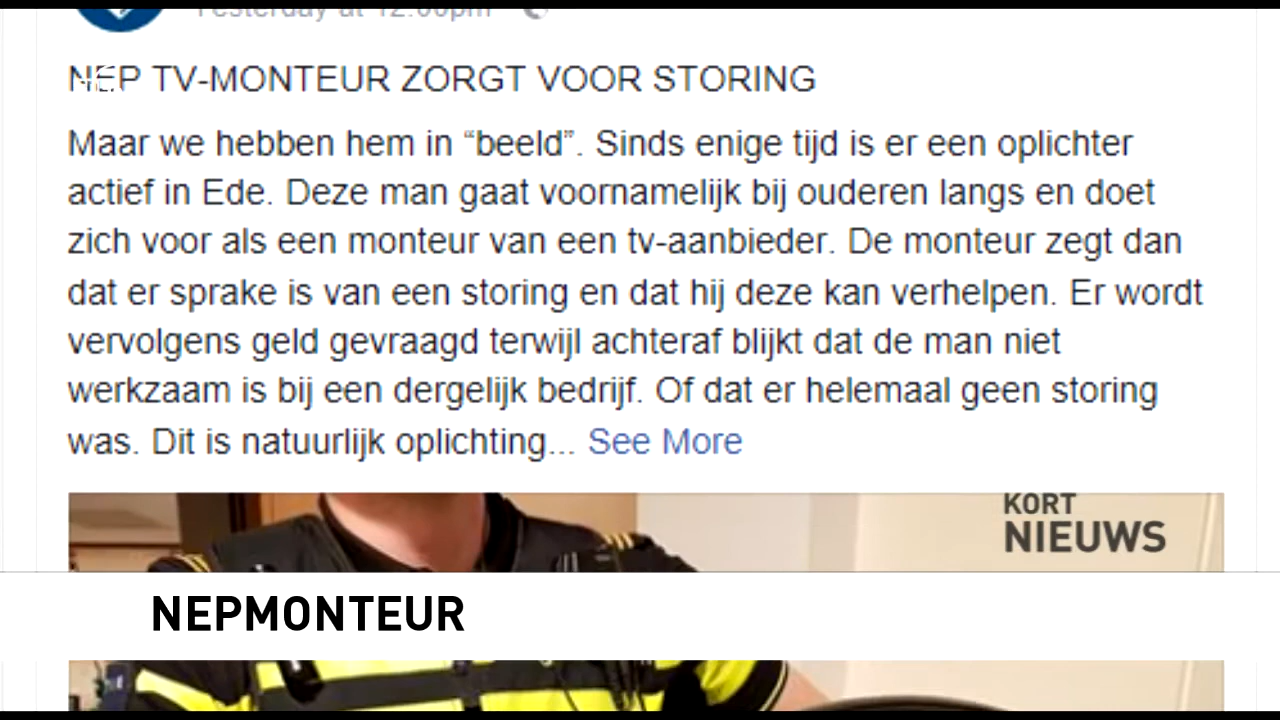 Yesterday at 12:00pm
NEP TV-MONTEUR ZORGT VOOR STORING
Maar we hebben hem in “beeld”. Sinds enige tijd is er een oplichter
actief in Ede. Deze man gaat voornamelijk bij ouderen langs en doet
zich voor als een monteur van een tv-aanbieder. De monteur zegt dan
dat er sprake is van een storing en dat hij deze kan verhelpen. Er wordt
vervolgens geld gevraagd terwijl achteraf blijkt dat de man niet
werkzaam is bij een dergelijk bedrijf. Of dat er helemaal geen storing
was. Dit is natuurlijk oplichting... See More
KORT
NIEUWS
NEPMONTEUR